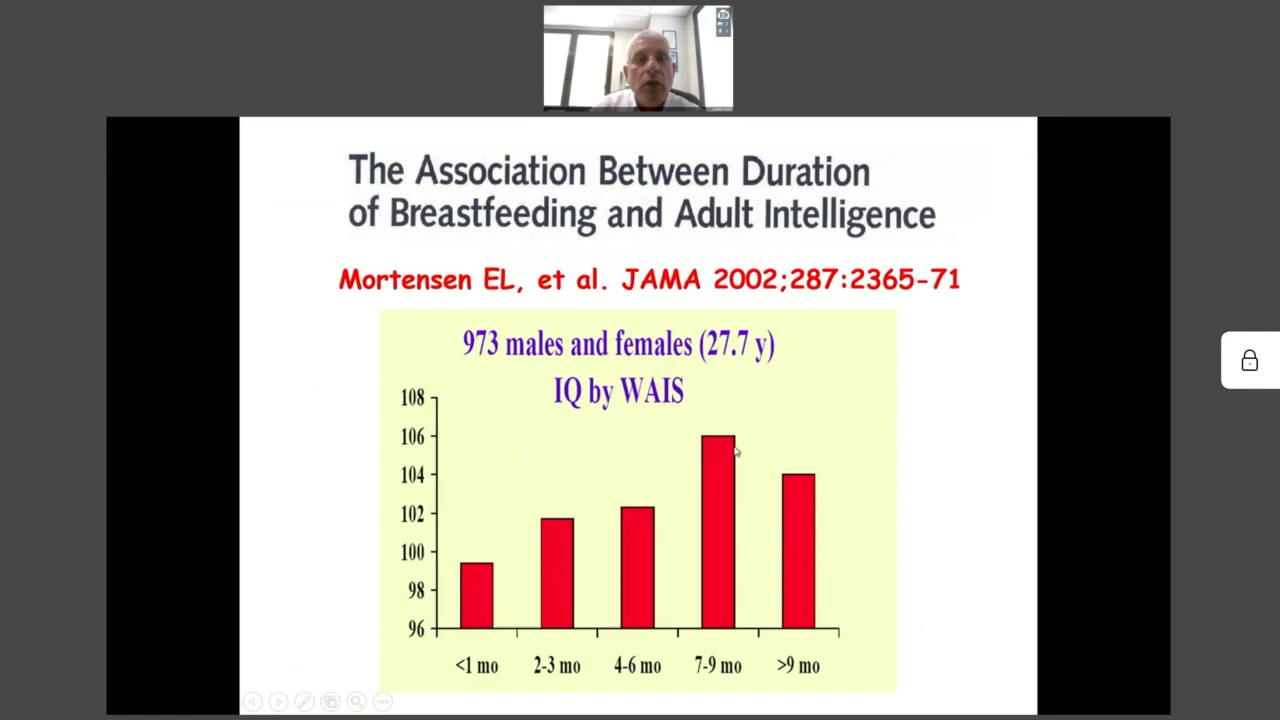 The Association Between Duration
of Breastfeeding and Adult Intelligence
Mortensen EL, et al. JAMA 2002;287:2365-71
973 males and females (27.7 y)
IQ by WAIS
108
106
104
102
100
98
96
<1 mo 2-3 mo 4-6 mo 7-9 mo >9 mo